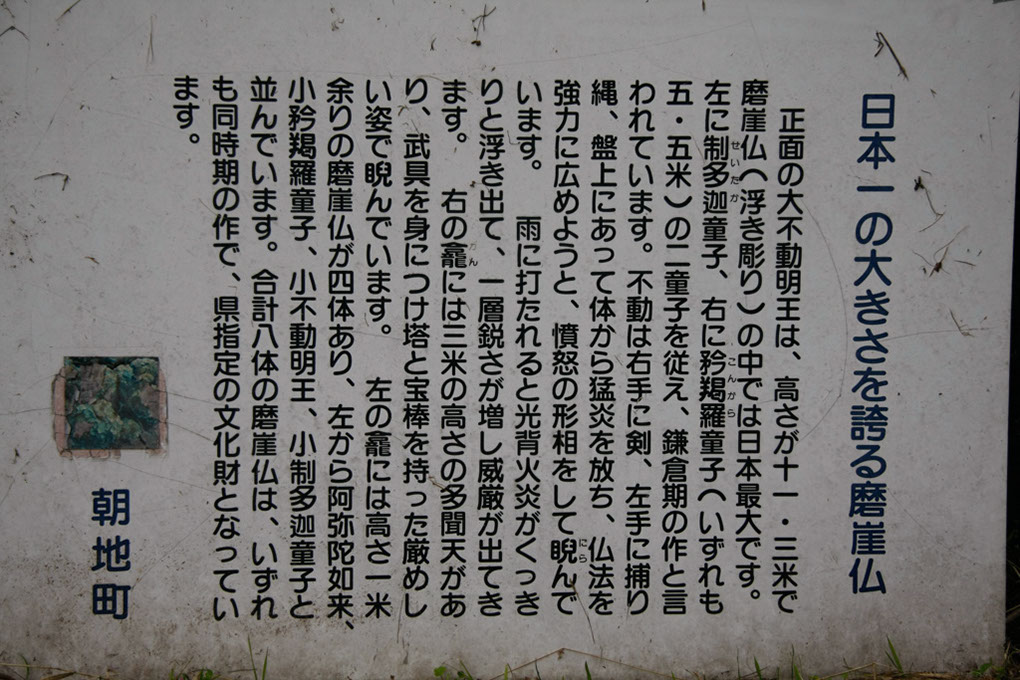 日本一の大きさを誇る磨崖仏
正面の大不動明王は、高さが十一・三米で
磨崖仏(浮き彫り)の中では日本最大です。
左に制多迦童子、右に矜羯羅童子(いずれも
せいたか
こんがら
五・五米)の二童子を従え、鎌倉期の作と言
われています。不動は右手に剣、左手に捕り
縄、盤上にあって体から猛炎を放ち、仏法を
強力に広めようと、憤怒の形相をして睨んで
にら
います。 雨に打たれると光背火炎がくっき
りと浮き出て、一層鋭さが増し威厳が出てき
ます。 右の龕には三米の高さの多聞天があ
がん
り、武具を身につけ塔と宝棒を持った厳めし
い姿で睨んでいます。 左の龕には高さ一米
余りの磨崖仏が四体あり、左から阿弥陀如来、
小矜羯羅童子、小不動明王、小制多迦童子と
並んでいます。合計八体の磨崖仏は、いずれ
も同時期の作で、県指定の文化財となってい
ます。
朝地町